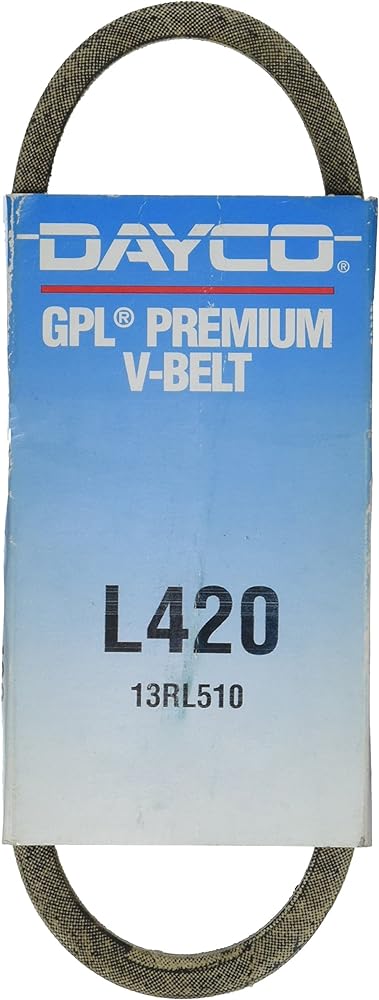 DAYCO®
GPL® PREMIUM
V-BELT
L420
13RL510